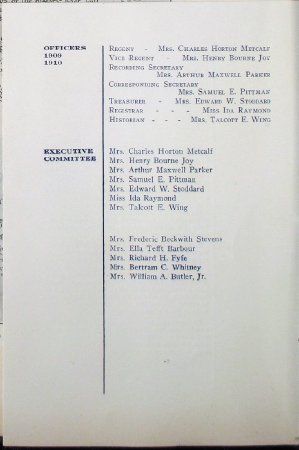 OFFICERS
1909
1910
REGENT - MRS. CHARLES HORTON METCALF
VICE REGENT - MRS. HENRY BOURNE JOY
RECORDING SECRETARY
MRS. ARTHUR MAXWELL PARKER
CORRESPONDING SECRETARY
MRS. SAMUEL E. PITTMAN
TREASURER - MRS. EDWARD W. STODDARD
REGISTRAR - - - MISS IDA RAYMOND
HISTORIAN - - - MRS. TALCOTT E. WING
EXECUTIVE
COMMITTEE
Mrs. Charles Horton Metcalf
Mrs. Henry Bourne Joy
Mrs. Arthur Maxwell Parker
Mrs. Samuel E. Pittman
Mrs. Edward W. Stoddard
Miss Ida Raymond
Mrs. Talcott E. Wing
Mrs. Frederic Beckwith Stevens
Mrs. Ella Tefft Barbour
Mrs. Richard H. Fyfe
Mrs. Bertram C. Whitney
Mrs. William A. Butler, Jr.